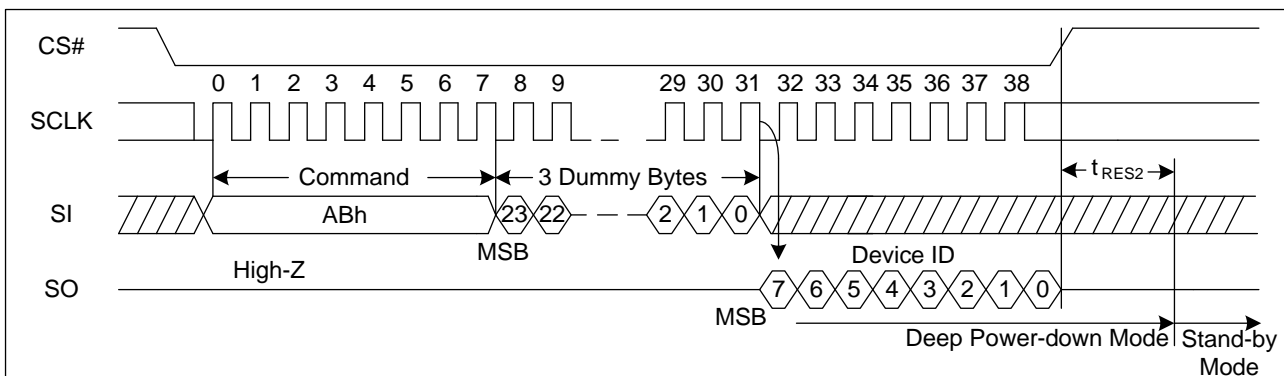 CS#
0 1 2 3 4 5 6 7 8 9 29 30 31 32 33 34 35 36 37 38
SCLK
Command 3 Dummy Bytes tRES2
SI ABh 23 22 2 1 0
MSB
High-Z Device ID
SO 7 6 5 4 3 2 1 0
MSB
Deep Power-down Mode Stand-by
Mode